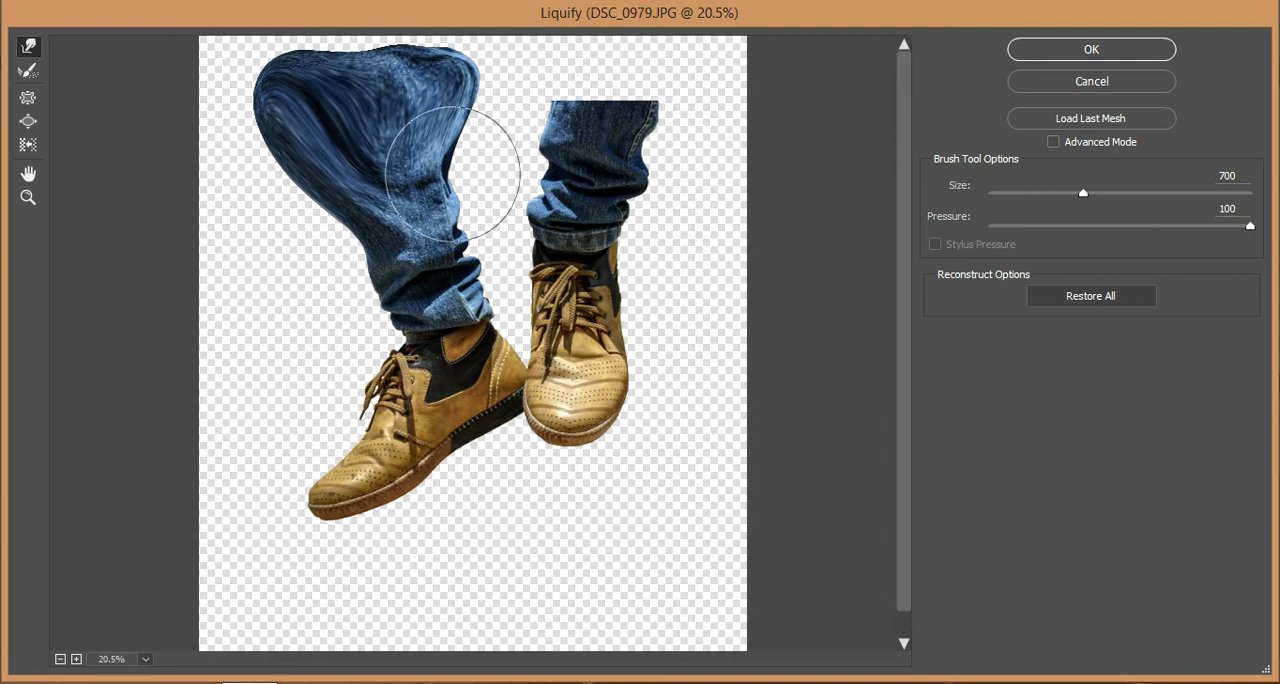 Liquify (DSC_0979.JPG @ 20.5%)
OK
Cancel
Load Last Mesh
Advanced Mode
Brush Tool Options
Size: 700
Pressure: 100
Stylus Pressure
Reconstruct Options
Restore All
20.5%